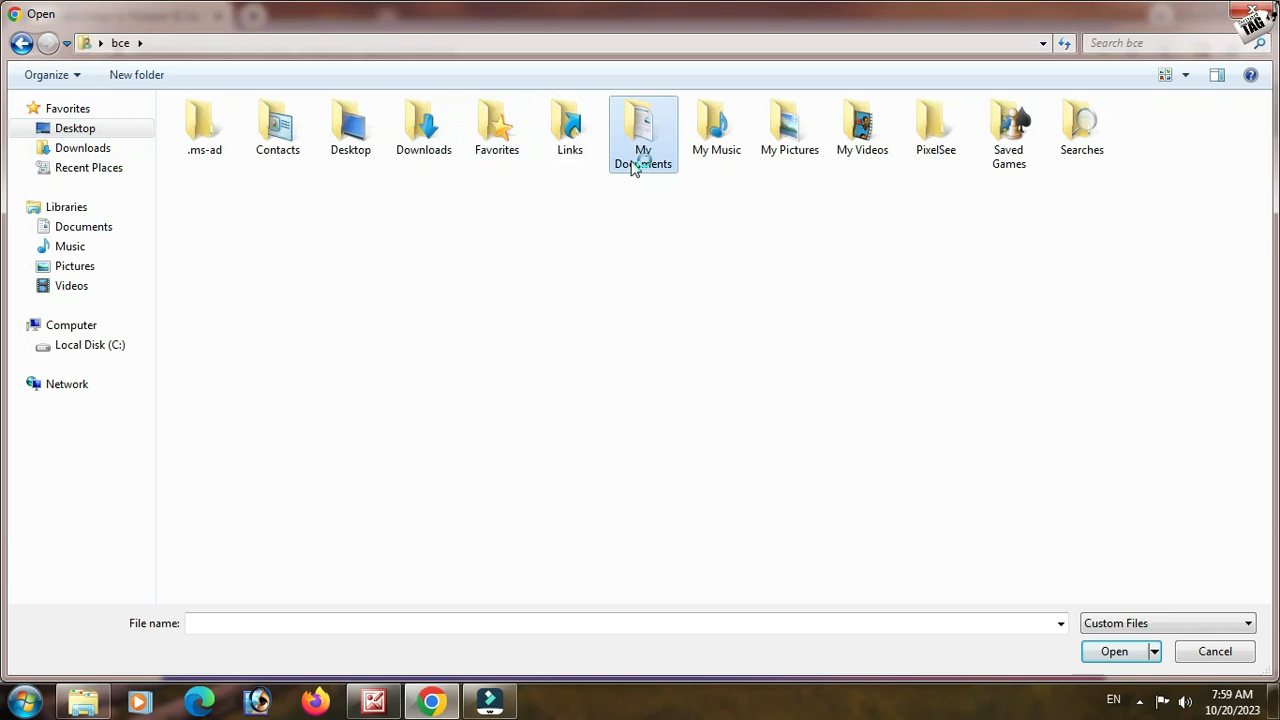 Open
TAG
bce
Search bce
Organize
New folder
Favorites
Desktop
Downloads
Recent Places
Libraries
Documents
Music
Pictures
Videos
Computer
Local Disk (C:)
Network
.ms-ad
Contacts
Desktop
Downloads
Favorites
Links
My
Documents
My Music
My Pictures
My Videos
PixelSee
Saved
Games
Searches
File name:
Custom Files
Open
Cancel
EN
7:59 AM
10/20/2023